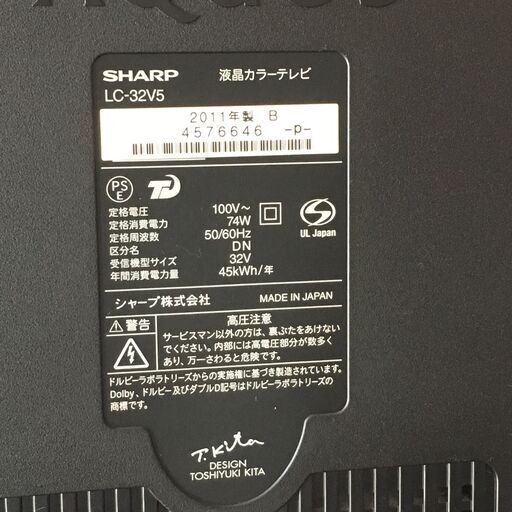 AQUOS
SHARP 液晶カラーテレビ
LC-32V5
2011年製 B
4576646 -p-
PS
E
定格電圧 100V~
定格消費電力 74W
定格周波数 50/60Hz
区分名 DN
受信機型サイズ 32V
年間消費電力量 45kWh/年
UL Japan
シャープ株式会社 MADE IN JAPAN
警告 高圧注意
サービスマン以外の方は、裏ぶたをあけない
でください。内部には高電圧部分が数多く
あり、万一さわると危険です。
ドルビーラボラトリーズからの実施権に基づき製造されています。
Dolby、ドルビー及びダブルD記号はドルビーラボラトリーズの
商標です。
T.Kita
DESIGN
TOSHIYUKI KITA